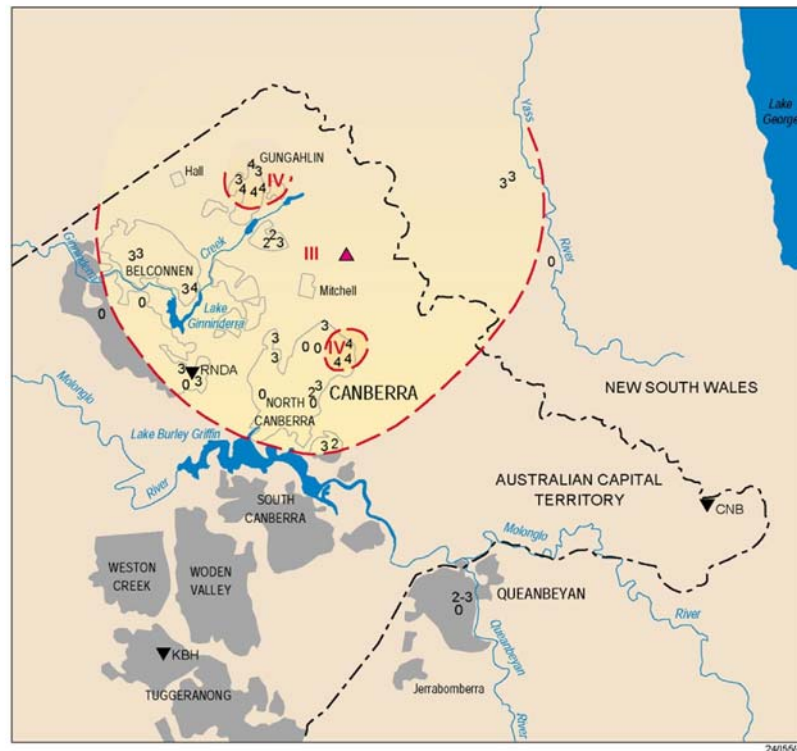 Lake
George
Yass
River
GUNGAHLIN
4 3
3
4 4 4
IV
Hall
3 3
2
2 3
III
Creek
Ginninderra
3 3
BELCONNEN
3 4
0
0
Mitchell
0
Lake
Ginninderra
3
3
3
0 0
IV
4
4 4
3
RNDA
0 3
Molonglo
River
0
3
2
0
NORTH
CANBERRA
CANBERRA
NEW SOUTH WALES
Lake Burley Griffin
3 2
SOUTH
CANBERRA
AUSTRALIAN CAPITAL
TERRITORY
CNB
Molonglo
River
WESTON
CREEK
WODEN
VALLEY
QUEANBEYAN
2-3
0
Queanbeyan
River
KBH
TUGGERANONG
Jerrabomberra